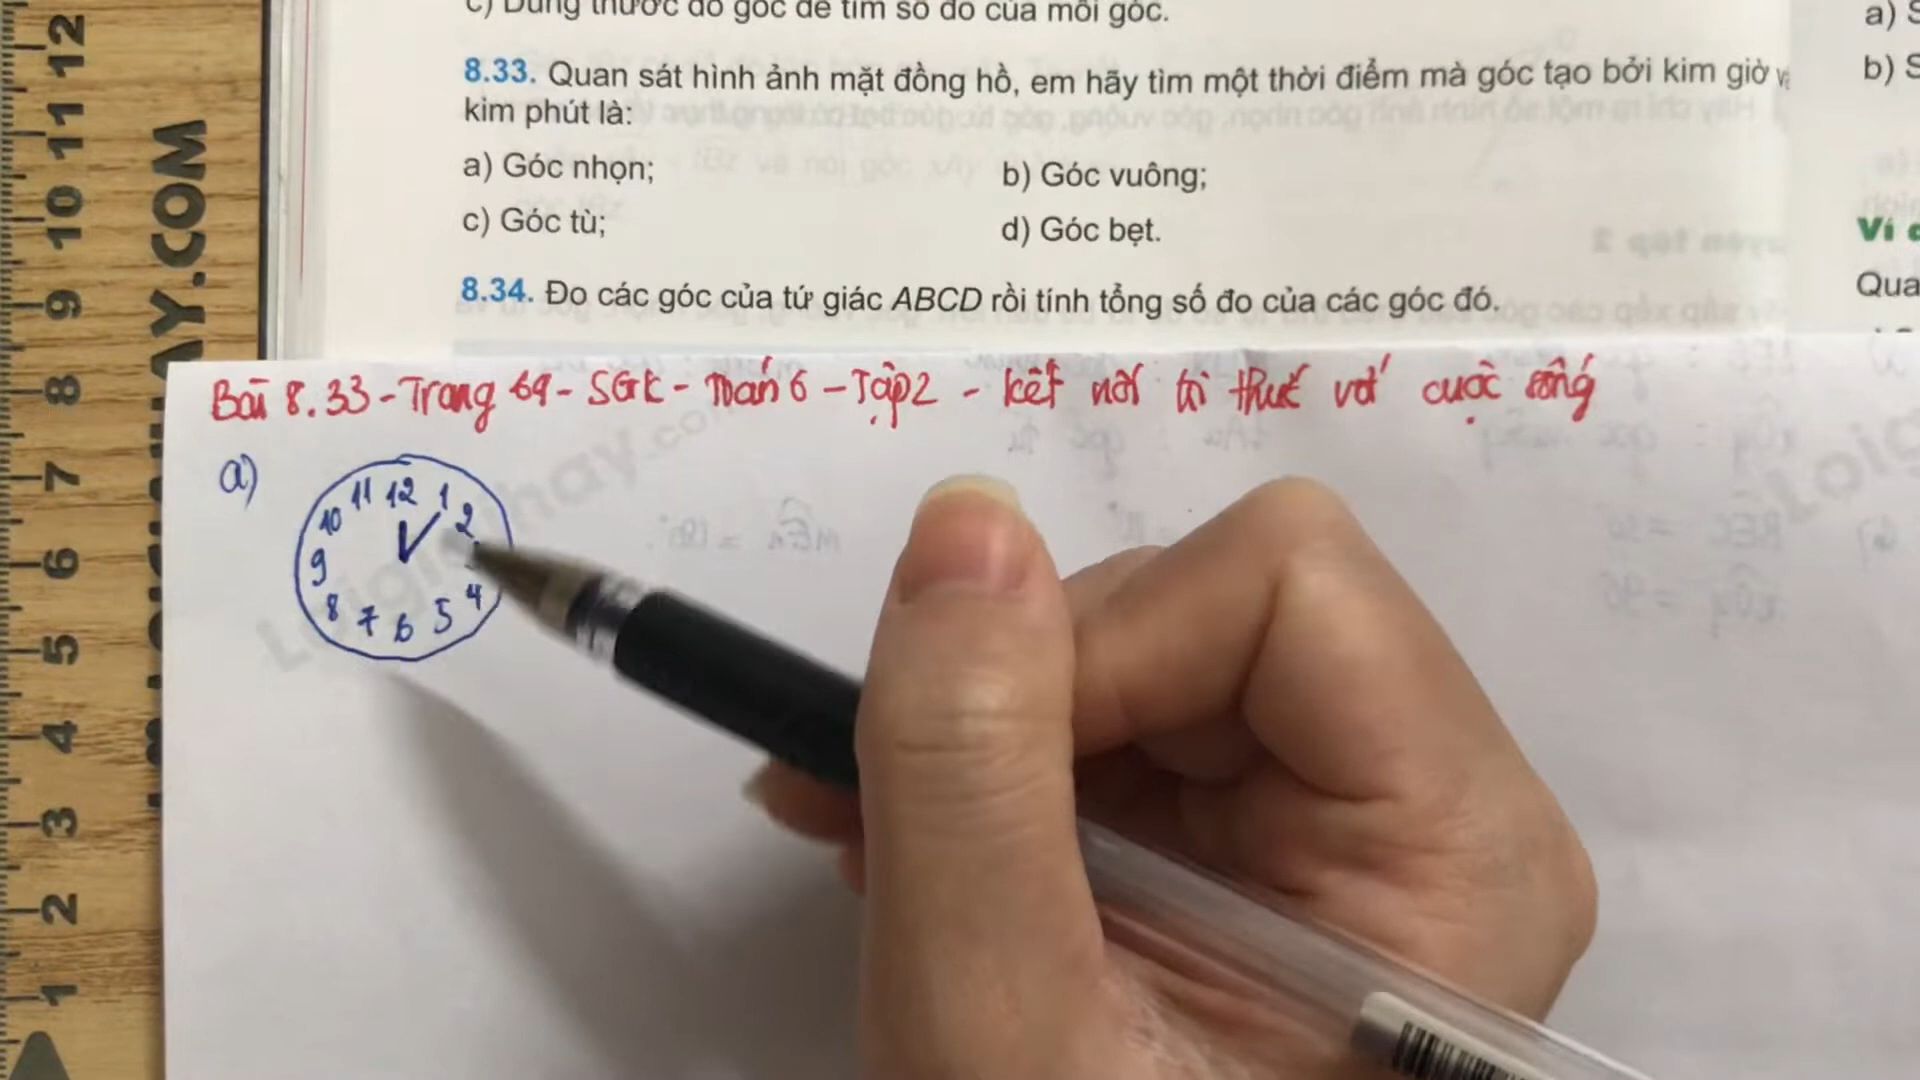 c) Dùng thước đo góc để tìm số đo của mỗi góc.
8.33. Quan sát hình ảnh mặt đồng hồ, em hãy tìm một thời điểm mà góc tạo bởi kim giờ
kim phút là:
a) Góc nhọn;
b) Góc vuông;
c) Góc tù;
d) Góc bẹt.
8.34. Đo các góc của tứ giác ABCD rồi tính tổng số đo của các góc đó.
a) S
b) S
Ví
Qua
Bài 8.33 - Trang 69 - SGK - Toán 6 - Tập 2 - kết nối tri thức với cuộc sống
a)
11 12 1
10 2
9
8 4
7 6 5
Loigiaihay.com
12 11 10 9 8 7 6 5 4 3 2 1